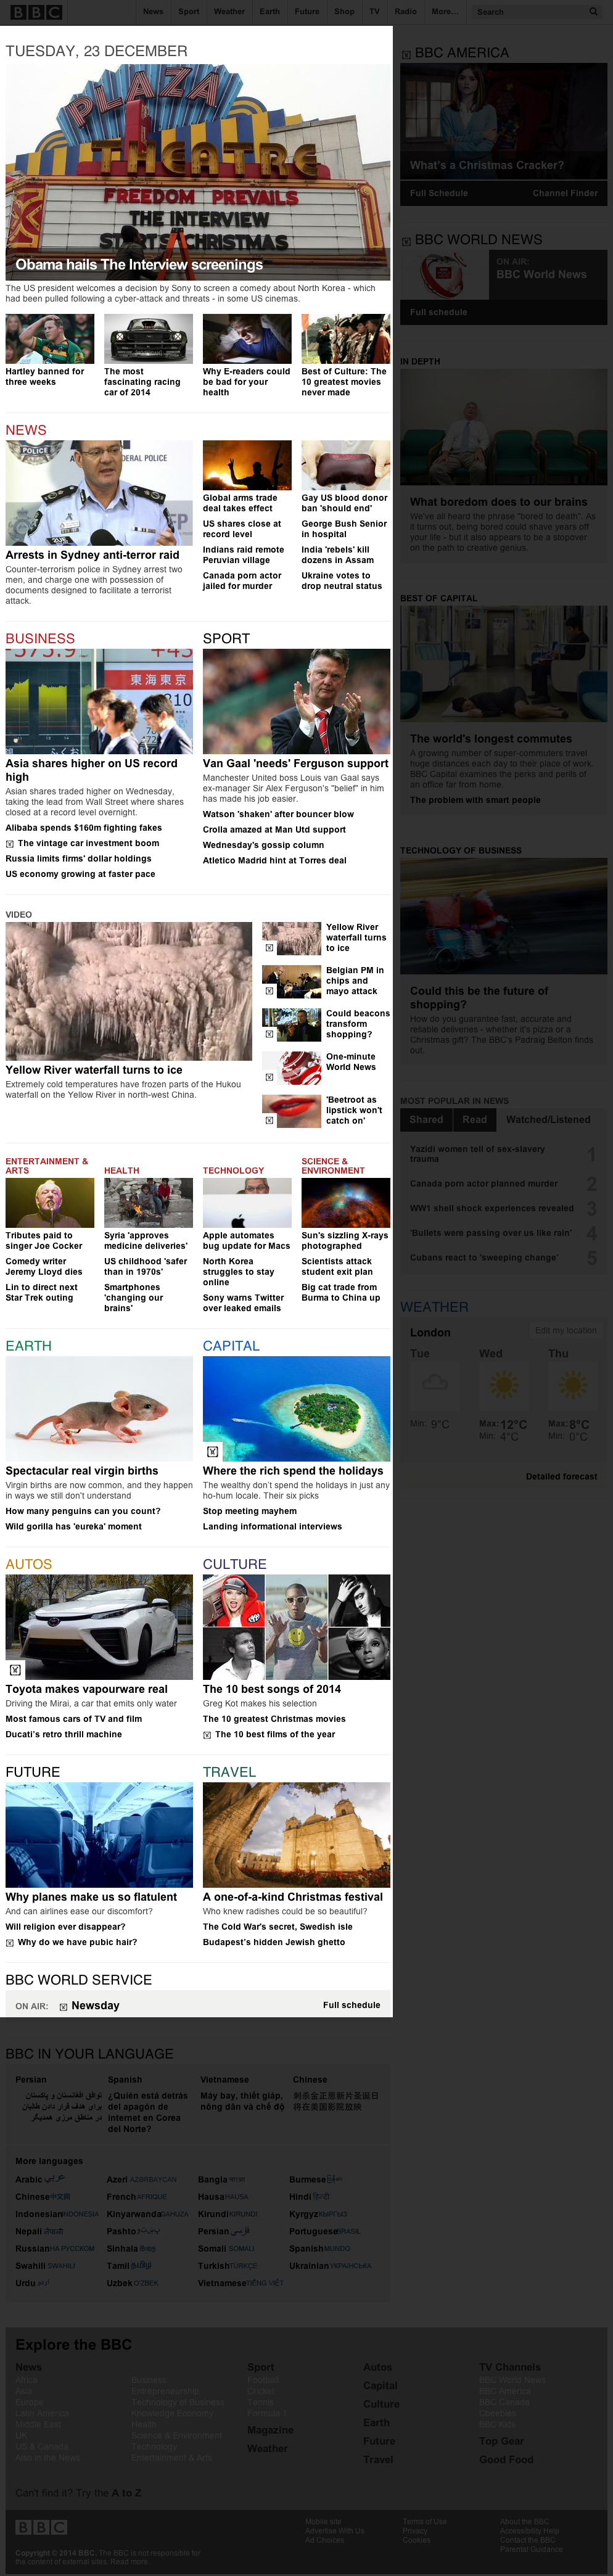 BBC
News Sport Weather Earth Future Shop TV Radio More... Search
TUESDAY, 23 DECEMBER
PLAZA
THEATRE
FREEDOM PREVAILS
THE INTERVIEW
STARTS CHRISTMAS
Obama hails The Interview screenings
The US president welcomes a decision by Sony to screen a comedy about North Korea - which
had been pulled following a cyber-attack and threats - in some US cinemas.
Hartley banned for
three weeks
The most
fascinating racing
car of 2014
Why E-readers could
be bad for your
health
Best of Culture: The
10 greatest movies
never made
NEWS
POLICE
DERAL POLICE
Arrests in Sydney anti-terror raid
Counter-terrorism police in Sydney arrest two
men, and charge one with possession of
documents designed to facilitate a terrorist
attack.
Global arms trade
deal takes effect
US shares close at
record level
Indians raid remote
Peruvian village
Canada porn actor
jailed for murder
Gay US blood donor
ban 'should end'
George Bush Senior
in hospital
India 'rebels' kill
dozens in Assam
Ukraine votes to
drop neutral status
BUSINESS
東海東京
Asia shares higher on US record
high
Asian shares traded higher on Wednesday,
taking the lead from Wall Street where shares
closed at a record level overnight.
Alibaba spends $160m fighting fakes
The vintage car investment boom
Russia limits firms' dollar holdings
US economy growing at faster pace
SPORT
Van Gaal 'needs' Ferguson support
Manchester United boss Louis van Gaal says
ex-manager Sir Alex Ferguson's "belief" in him
has made his job easier.
Watson 'shaken' after bouncer blow
Crolla amazed at Man Utd support
Wednesday's gossip column
Atletico Madrid hint at Torres deal
VIDEO
Yellow River waterfall turns to ice
Extremely cold temperatures have frozen parts of the Hukou
waterfall on the Yellow River in north-west China.
Yellow River
waterfall turns
to ice
Belgian PM in
chips and
mayo attack
Could beacons
transform
shopping?
One-minute
World News
'Beetroot as
lipstick won't
catch on'
ENTERTAINMENT &
ARTS
Tributes paid to
singer Joe Cocker
Comedy writer
Jeremy Lloyd dies
Lin to direct next
Star Trek outing
HEALTH
Syria 'approves
medicine deliveries'
US childhood 'safer
than in 1970s'
Smartphones
'changing our
brains'
TECHNOLOGY
Apple automates
bug update for Macs
North Korea
struggles to stay
online
Sony warns Twitter
over leaked emails
SCIENCE &
ENVIRONMENT
Sun's sizzling X-rays
photographed
Scientists attack
student exit plan
Big cat trade from
Burma to China up
EARTH
Spectacular real virgin births
Virgin births are now common, and they happen
in ways we still don't understand
How many penguins can you count?
Wild gorilla has 'eureka' moment
CAPITAL
Where the rich spend the holidays
The wealthy don't spend the holidays in just any
ho-hum locale. Their six picks
Stop meeting mayhem
Landing informational interviews
AUTOS
Toyota makes vapourware real
Driving the Mirai, a car that emits only water
Most famous cars of TV and film
Ducati's retro thrill machine
CULTURE
The 10 best songs of 2014
Greg Kot makes his selection
The 10 greatest Christmas movies
The 10 best films of the year
FUTURE
Why planes make us so flatulent
And can airlines ease our discomfort?
Will religion ever disappear?
Why do we have pubic hair?
TRAVEL
A one-of-a-kind Christmas festival
Who knew radishes could be so beautiful?
The Cold War's secret, Swedish isle
Budapest's hidden Jewish ghetto
BBC WORLD SERVICE
ON AIR: Newsday Full schedule
BBC AMERICA
What's a Christmas Cracker?
Full Schedule Channel Finder
BBC WORLD NEWS
ON AIR:
BBC World News
Full schedule
IN DEPTH
What boredom does to our brains
We've all heard the phrase "bored to death". As
it turns out, being bored could shave years off
your life - but it also appears to be a stopover
on the path to creative genius.
BEST OF CAPITAL
The world's longest commutes
A growing number of super-commuters travel
huge distances each day to their place of work.
BBC Capital examines the perks and perils of
an office far from home.
The problem with smart people
TECHNOLOGY OF BUSINESS
Could this be the future of
shopping?
How do you guarantee fast, accurate and
reliable deliveries - whether it's pizza or a
Christmas gift? The BBC's Padraig Belton finds
out.
MOST POPULAR IN NEWS
Shared Read Watched/Listened
Yazidi women tell of sex-slavery
trauma
1
Canada porn actor planned murder 2
WW1 shell shock experiences revealed 3
'Bullets were passing over us like rain' 4
Cubans react to 'sweeping change' 5
WEATHER
London Edit my location
Tue Wed Thu
Min: 9°C Max: 12°C Max: 8°C
Min: 4°C Min: 0°C
Detailed forecast
BBC IN YOUR LANGUAGE
Persian Spanish Vietnamese Chinese
توافق افغانستان و پاکستان
برای هدف قرار دادن طالبان
در مناطق مرزی همدیگر
¿Quién está detrás
del apagón de
internet en Corea
del Norte?
Máy bay, thiết giáp,
nông dân và chế độ
刺杀金正恩新片圣诞日
将在美国影院放映
More languages
Arabic عربي Azeri AZƏRBAYCAN Bangla Burmese
Chinese 中文网 French AFRIQUE Hausa HAUSA Hindi हिन्दी
Indonesian INDONESIA Kinyarwanda GAHUZA Kirundi KIRUNDI Kyrgyz КЫРГЫЗ
Nepali नेपाली Pashto پښتو Persian فارسی Portuguese BRASIL
Russian НА РУССКОМ Sinhala සිංහල Somali SOMALI Spanish MUNDO
Swahili SWAHILI Tamil தமிழ் Turkish TÜRKÇE Ukrainian УКРАЇНСЬКА
Urdu اردو Uzbek O'ZBEK Vietnamese TIẾNG VIỆT
Explore the BBC
News
Africa
Asia
Europe
Latin America
Middle East
UK
US & Canada
Also in the News
Business
Entrepreneurship
Technology of Business
Knowledge Economy
Health
Science & Environment
Technology
Entertainment & Arts
Sport
Football
Cricket
Tennis
Formula 1
Magazine
Weather
Autos
Capital
Culture
Earth
Future
Travel
TV Channels
BBC World News
BBC America
BBC Canada
CBeebies
BBC Kids
Top Gear
Good Food
Can't find it? Try the A to Z
BBC
Copyright © 2014 BBC. The BBC is not responsible for
the content of external sites. Read more.
Mobile site
Advertise With Us
Ad Choices
Terms of Use
Privacy
Cookies
About the BBC
Accessibility Help
Contact the BBC
Parental Guidance